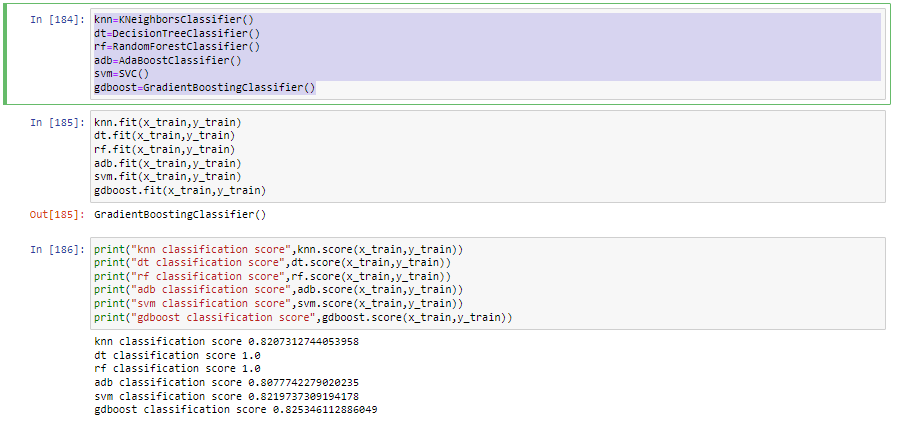 In [184]: knn=KNeighborsClassifier()
dt=DecisionTreeClassifier()
rf=RandomForestClassifier()
adb=AdaBoostClassifier()
svm=SVC()
gdboost=GradientBoostingClassifier()
In [185]: knn.fit(x_train,y_train)
dt.fit(x_train,y_train)
rf.fit(x_train,y_train)
adb.fit(x_train,y_train)
svm.fit(x_train,y_train)
gdboost.fit(x_train,y_train)
Out[185]: GradientBoostingClassifier()
In [186]: print("knn classification score",knn.score(x_train,y_train))
print("dt classification score",dt.score(x_train,y_train))
print("rf classification score",rf.score(x_train,y_train))
print("adb classification score",adb.score(x_train,y_train))
print("svm classification score",svm.score(x_train,y_train))
print("gdboost classification score",gdboost.score(x_train,y_train))
knn classification score 0.8207312744053958
dt classification score 1.0
rf classification score 1.0
adb classification score 0.8077742279020235
svm classification score 0.8219737309194178
gdboost classification score 0.825346112886049